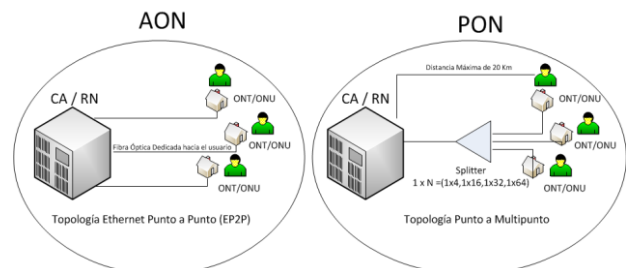 AON
CA / RN
ONT/ONU
ONT/ONU
Fibra Óptica Dedicada hacia el usuario
ONT/ONU
Topología Ethernet Punto a Punto (EP2P)
PON
Distancia Máxima de 20 Km
CA / RN
ONT/ONU
ONT/ONU
Splitter
1 x N =(1x4,1x16,1x32,1x64)
ONT/ONU
Topología Punto a Multipunto